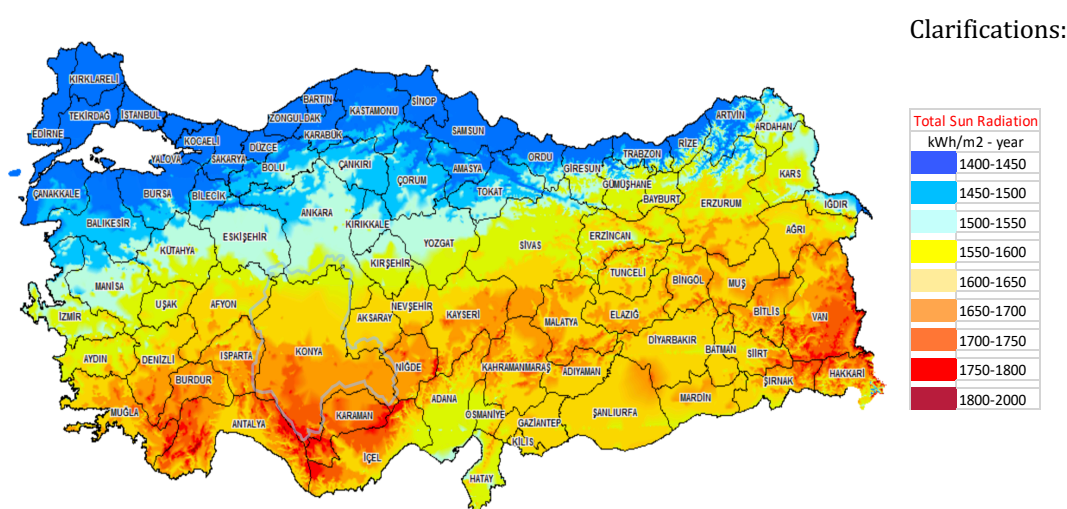 Clarifications:
KIRKLARELİ
TEKİRDAĞ
İSTANBUL
EDİRNE
KOCAELİ
YALOVA
SAKARYA
DÜZCE
ZONGULDAK
BARTIN
KARABÜK
KASTAMONU
SİNOP
SAMSUN
BOLU
ÇANKIRI
ÇORUM
AMASYA
TOKAT
ORDU
GİRESUN
TRABZON
RİZE
ARTVİN
ARDAHAN
KARS
GÜMÜŞHANE
BAYBURT
ERZURUM
IĞDIR
AĞRI
ÇANAKKALE
BALIKESİR
BURSA
BİLECİK
KÜTAHYA
ESKİŞEHİR
ANKARA
KIRIKKALE
KIRŞEHİR
YOZGAT
SİVAS
ERZİNCAN
TUNCELİ
BİNGÖL
MUŞ
BİTLİS
VAN
MANİSA
İZMİR
UŞAK
AFYON
AKSARAY
NEVŞEHİR
KAYSERİ
MALATYA
ELAZIĞ
DİYARBAKIR
BATMAN
SİİRT
HAKKARİ
ŞIRNAK
AYDIN
DENİZLİ
ISPARTA
BURDUR
KONYA
NİĞDE
KAHRAMANMARAŞ
ADIYAMAN
MARDİN
ŞANLIURFA
MUĞLA
ANTALYA
KARAMAN
İÇEL
ADANA
OSMANİYE
GAZİANTEP
KİLİS
HATAY
Total Sun Radiation
kWh/m2 - year
1400-1450
1450-1500
1500-1550
1550-1600
1600-1650
1650-1700
1700-1750
1750-1800
1800-2000